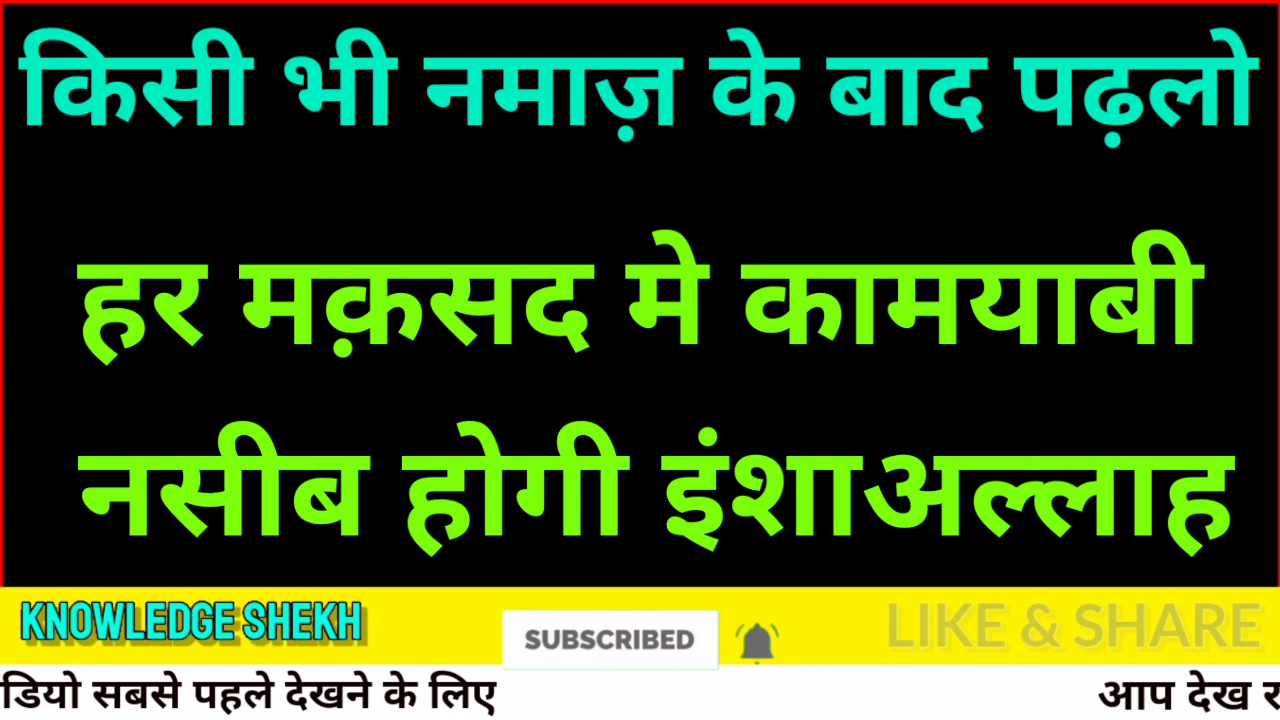 किसी भी नमाज़ के बाद पढ़लो
हर मक़सद मे कामयाबी
नसीब होगी इंशाअल्लाह
KNOWLEDGE SHEKH
SUBSCRIBED
LIKE & SHARE
डियो सबसे पहले देखने के लिए
आप देख र